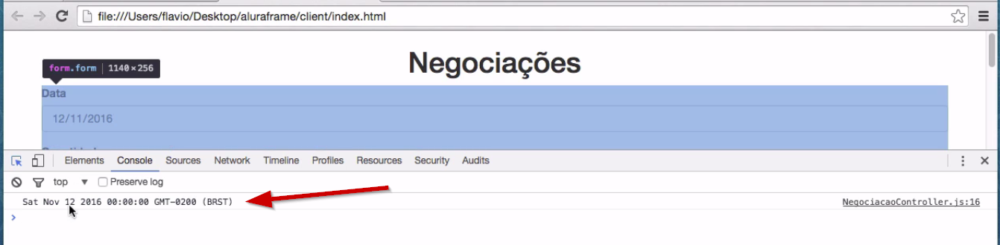 file:///Users/flavio/Desktop/aluraframe/client/index.html
Negociações
form.form 1140×256
Data
12/11/2016
Elements Console Sources Network Timeline Profiles Resources Security Audits
top Preserve log
Sat Nov 12 2016 00:00:00 GMT-0200 (BRST) NegociacaoController.js:16